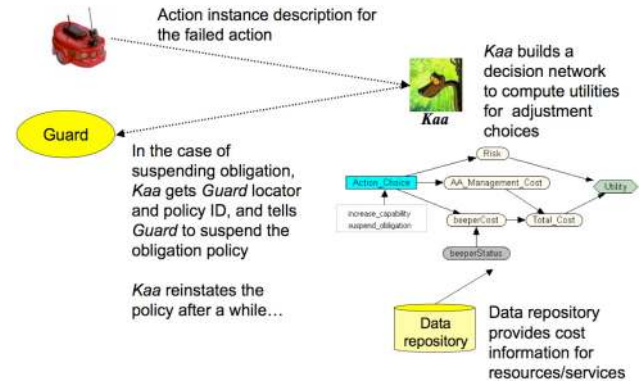 Action instance description for
the failed action
Kaa builds a
decision network
to compute utilities
for adjustment
choices
Kaa
Guard
In the case of
suspending obligation,
Kaa gets Guard locator
and policy ID, and tells
Guard to suspend the
obligation policy
Kaa reinstates the
policy after a while…
Risk
Utility
Action_Choice
AA_Management_Cost
increase_capability
suspend_obligation
beeperCost
Total_Cost
beeperStatus
Data
repository
Data repository
provides cost
information for
resources/services